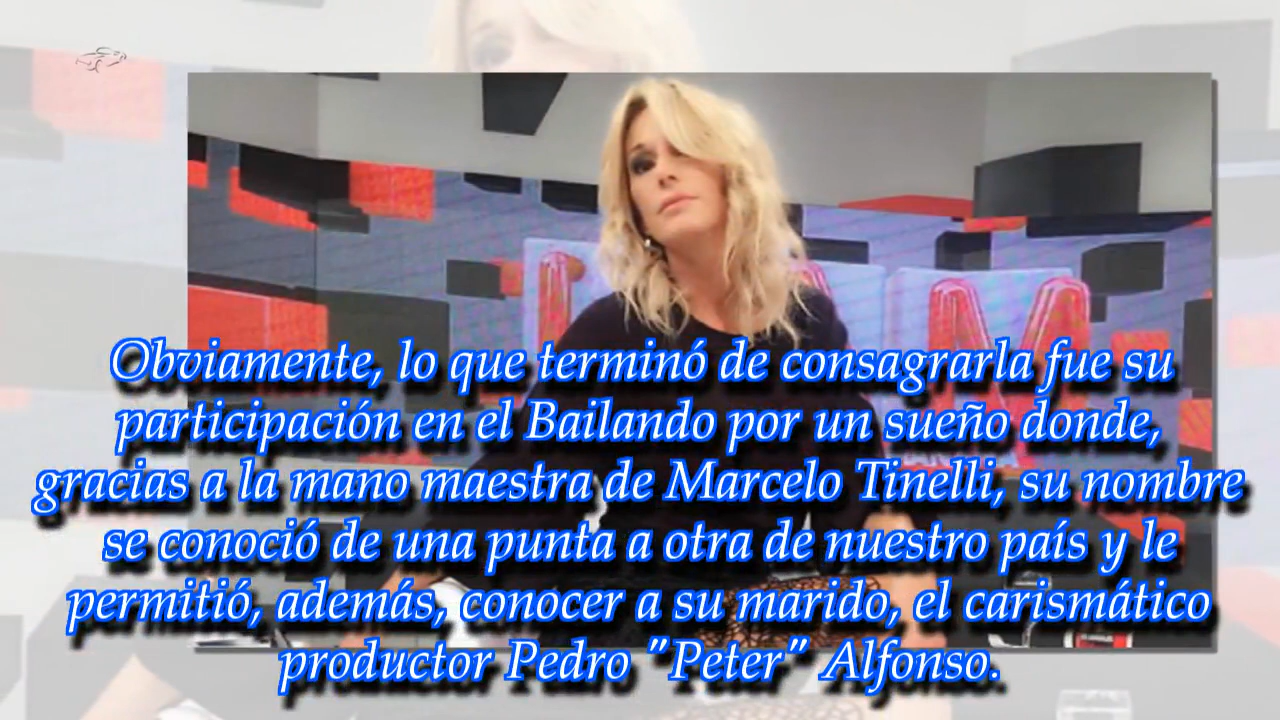 Obviamente, lo que terminó de consagrarla fue su
participación en el Bailando por un sueño donde,
gracias a la mano maestra de Marcelo Tinelli, su nombre
se conoció de una punta a otra de nuestro país y le
permitió, además, conocer a su marido, el carismático
productor Pedro "Peter" Alfonso.